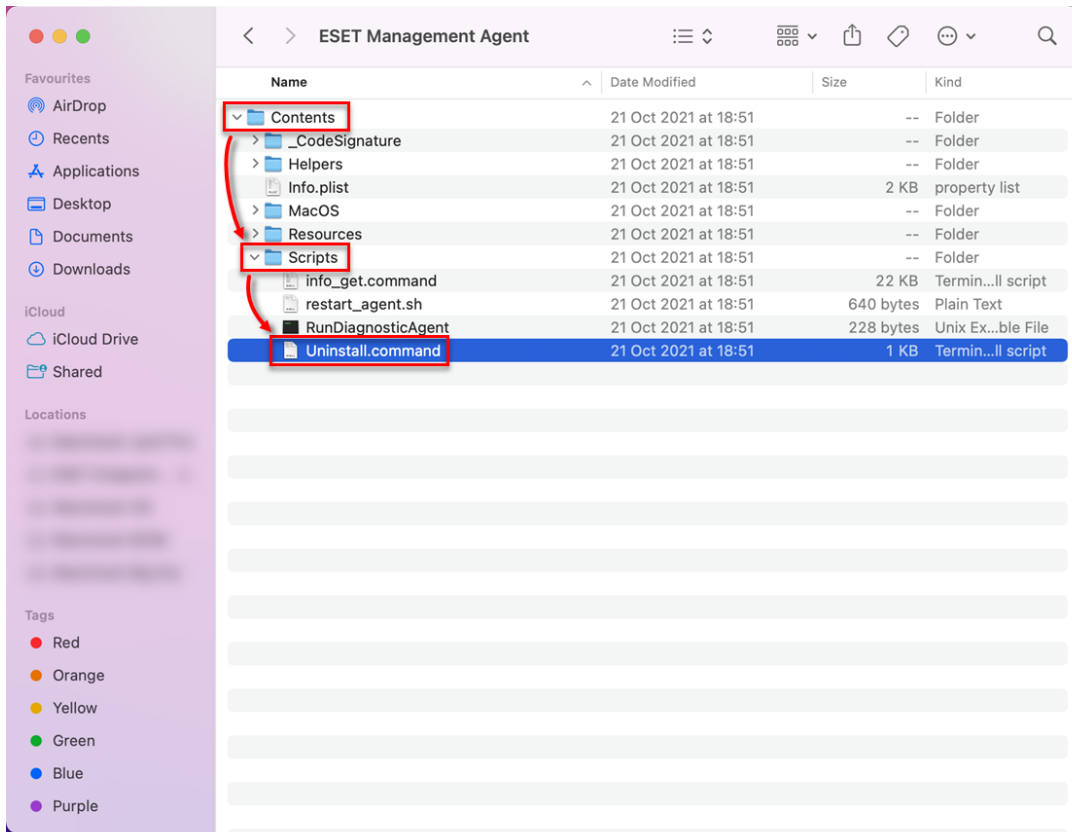 ESET Management Agent
Favourites
AirDrop
Recents
Applications
Desktop
Documents
Downloads
iCloud
iCloud Drive
Shared
Locations
Tags
Red
Orange
Yellow
Green
Blue
Purple
Name Date Modified Size Kind
Contents 21 Oct 2021 at 18:51 -- Folder
_CodeSignature 21 Oct 2021 at 18:51 -- Folder
Helpers 21 Oct 2021 at 18:51 -- Folder
Info.plist 21 Oct 2021 at 18:51 2 KB property list
MacOS 21 Oct 2021 at 18:51 -- Folder
Resources 21 Oct 2021 at 18:51 -- Folder
Scripts 21 Oct 2021 at 18:51 -- Folder
info_get.command 21 Oct 2021 at 18:51 22 KB Termin...ll script
restart_agent.sh 21 Oct 2021 at 18:51 640 bytes Plain Text
RunDiagnosticAgent 21 Oct 2021 at 18:51 228 bytes Unix Ex...ble File
Uninstall.command 21 Oct 2021 at 18:51 1 KB Termin...ll script